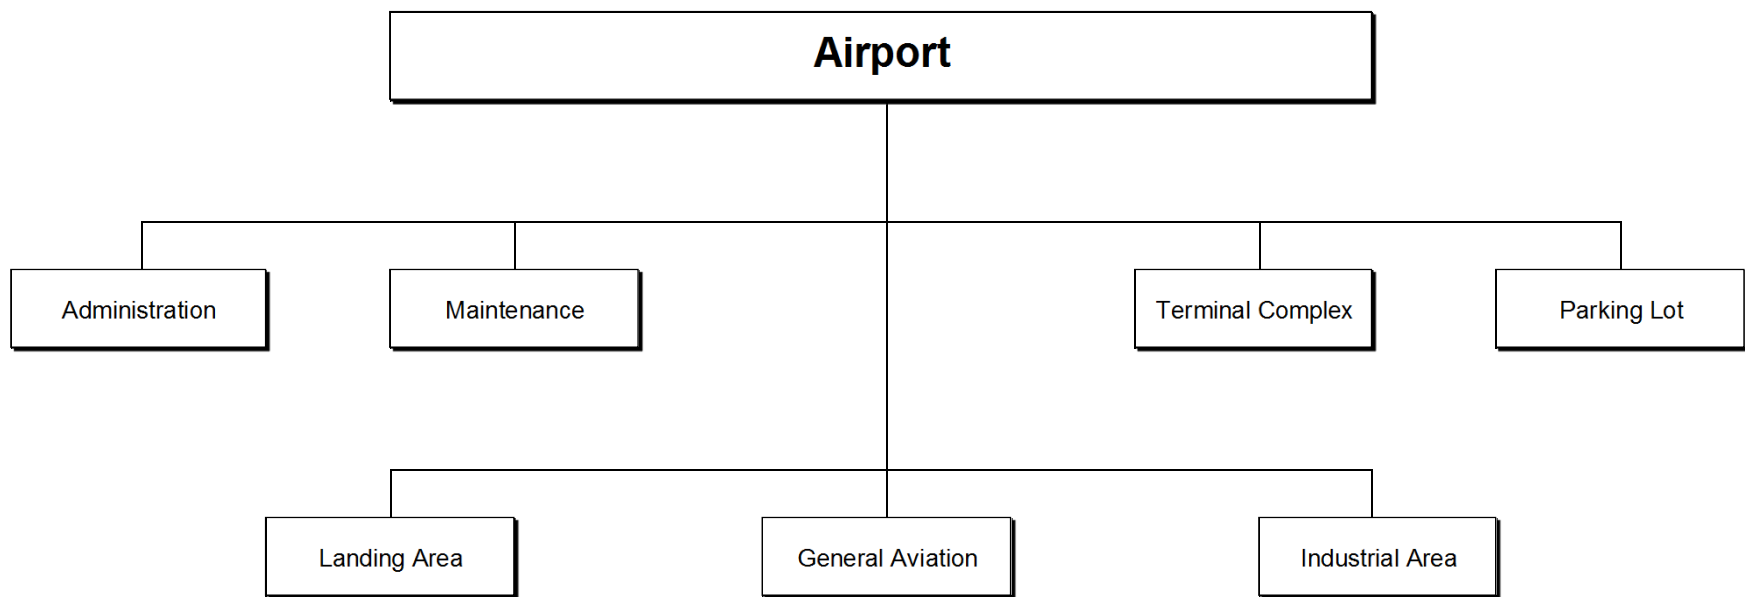 Airport
Administration
Maintenance
Terminal Complex
Parking Lot
Landing Area
General Aviation
Industrial Area